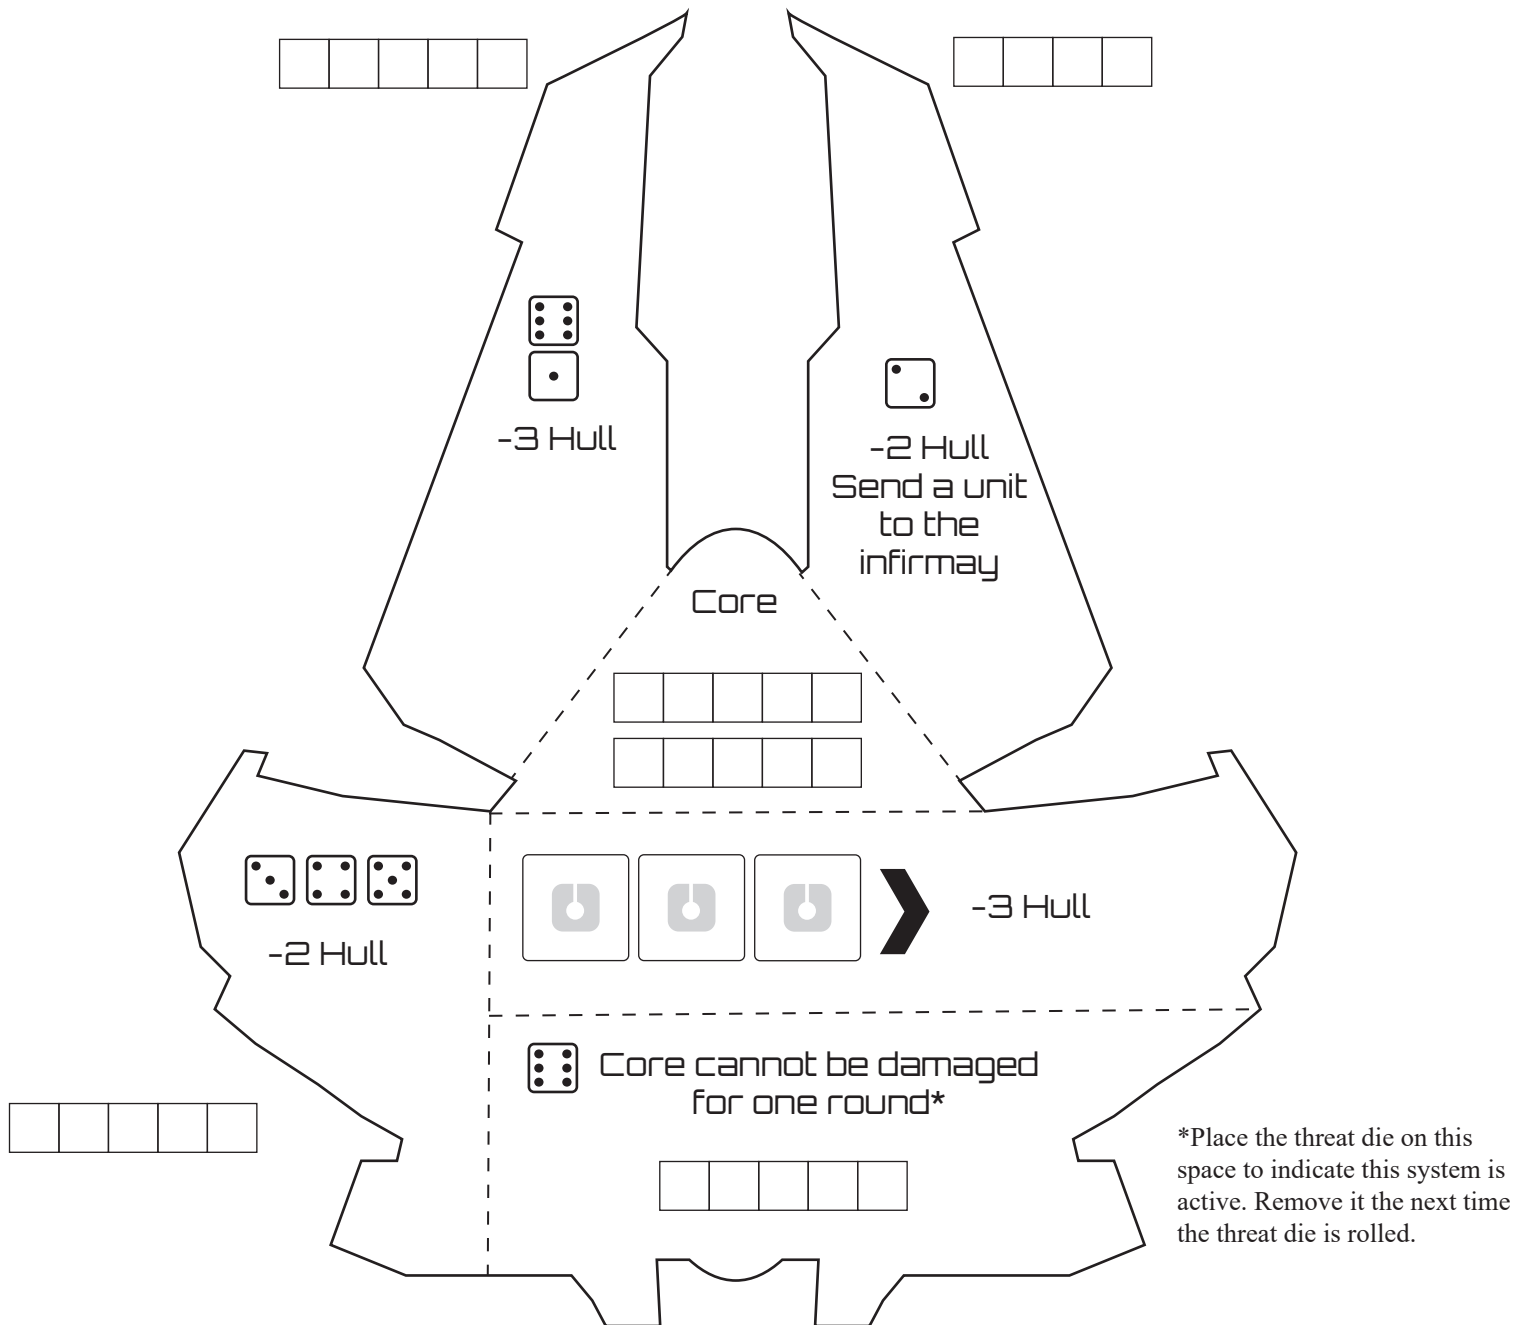 -3 Hull
-2 Hull
Send a unit
to the
infirmay
Core
-2 Hull
-3 Hull
Core cannot be damaged
for one round*
*Place the threat die on this
space to indicate this system is
active. Remove it the next time
the threat die is rolled.